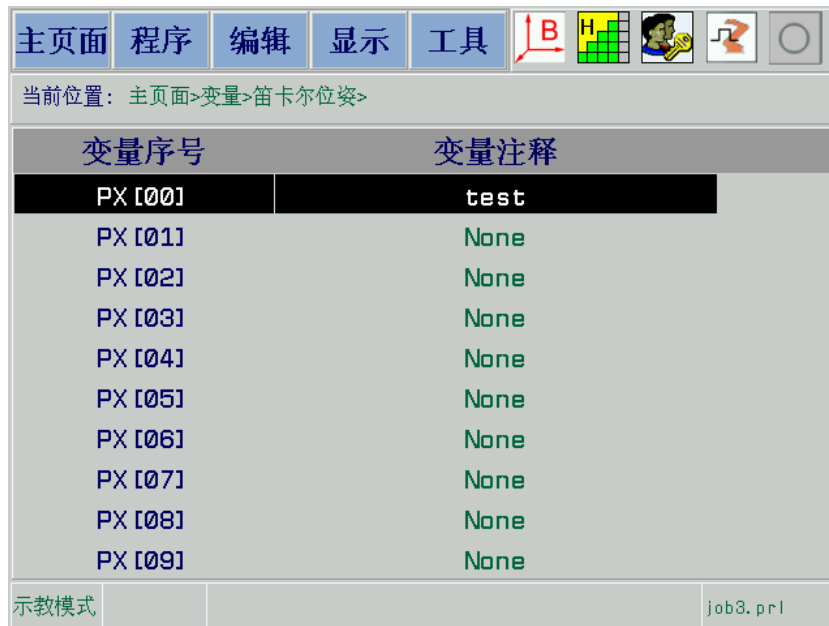 主页面 程序 编辑 显示 工具 B H
当前位置: 主页面>变量>笛卡尔位姿>
变量序号 变量注释
PX[00] test
PX[01] None
PX[02] None
PX[03] None
PX[04] None
PX[05] None
PX[06] None
PX[07] None
PX[08] None
PX[09] None
示教模式 job3.prl